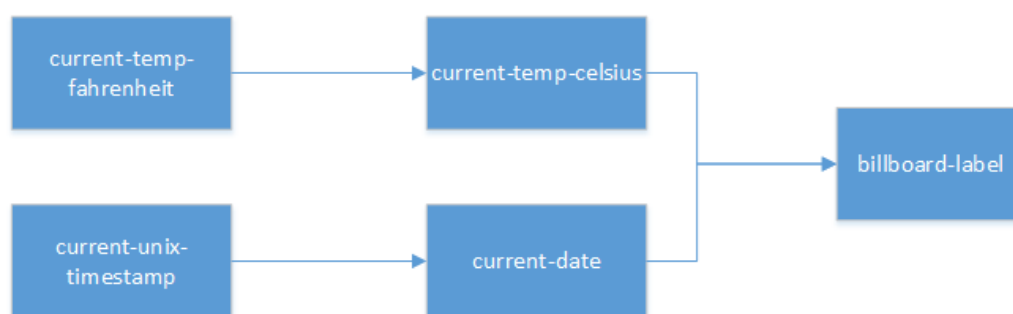 current-temp-
fahrenheit
current-temp-celsius
billboard-label
current-unix-
timestamp
current-date